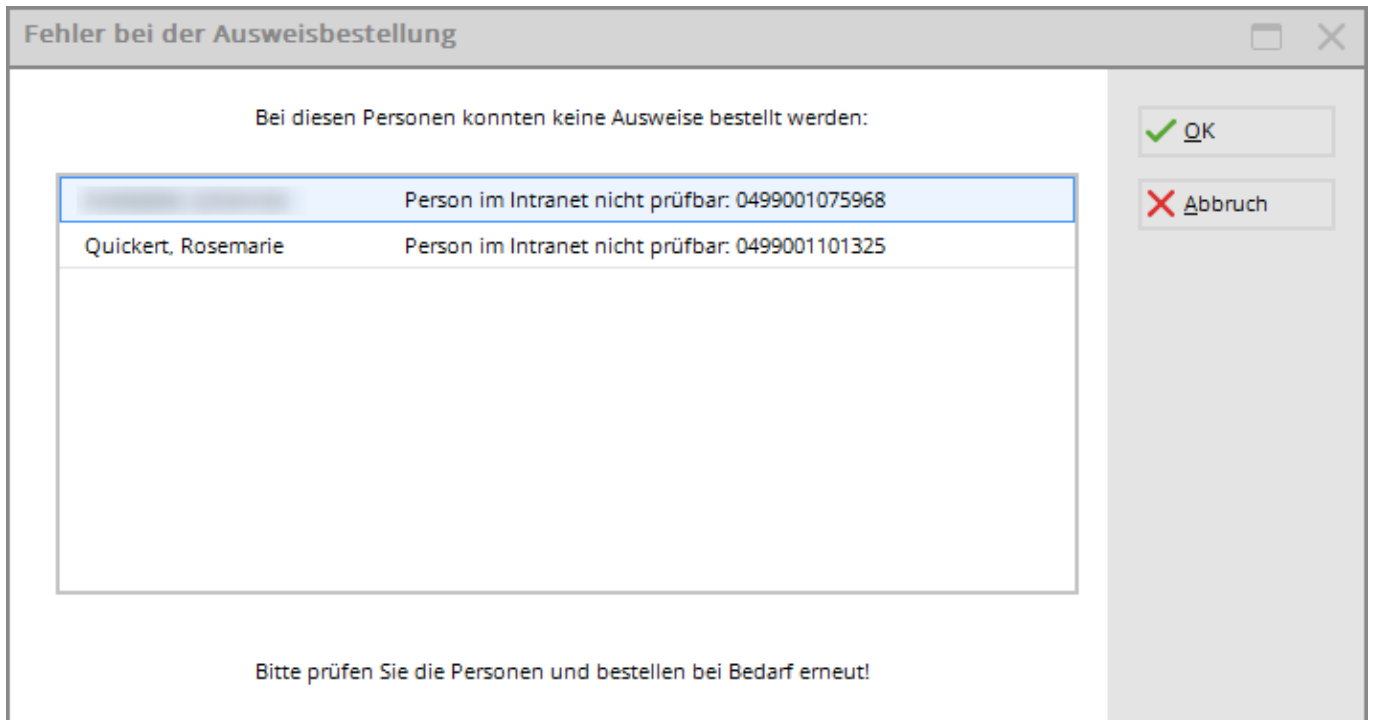 Fehler bei der Ausweisbestellung
Bei diesen Personen konnten keine Ausweise bestellt werden:
OK
Person im Intranet nicht prüfbar: 0499001075968
Abbruch
Quickert, Rosemarie Person im Intranet nicht prüfbar: 0499001101325
Bitte prüfen Sie die Personen und bestellen bei Bedarf erneut!